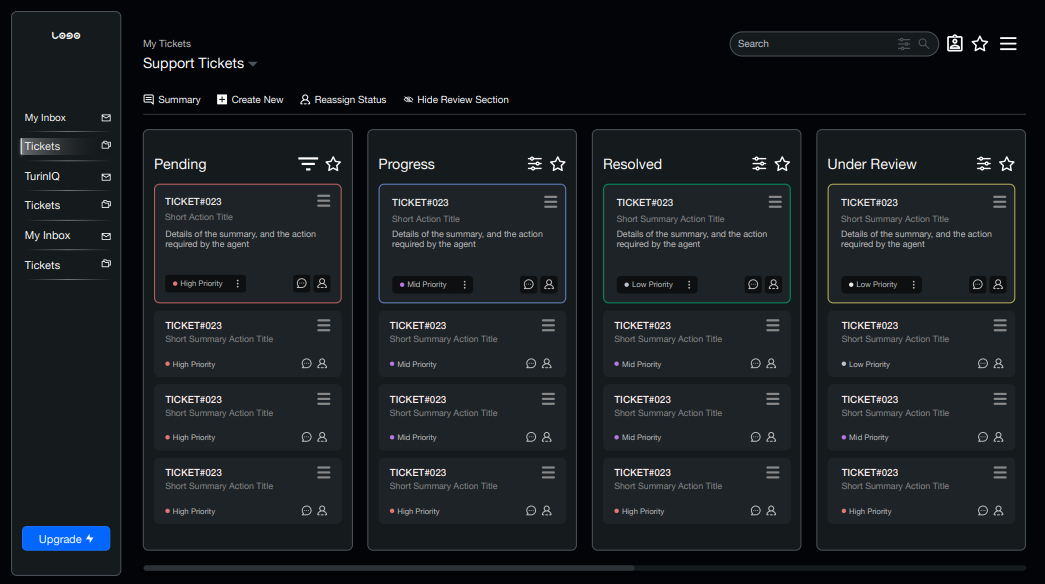 LOGO
My Inbox
Tickets
TurinIQ
Tickets
My Inbox
Tickets
Upgrade
My Tickets
Support Tickets
Search
Summary
Create New
Reassign Status
Hide Review Section
Pending
TICKET#023
Short Action Title
Details of the summary, and the action
required by the agent
High Priority
TICKET#023
Short Summary Action Title
High Priority
TICKET#023
Short Summary Action Title
High Priority
TICKET#023
Short Summary Action Title
High Priority
Progress
TICKET#023
Short Action Title
Details of the summary, and the action
required by the agent
Mid Priority
TICKET#023
Short Summary Action Title
Mid Priority
TICKET#023
Short Summary Action Title
Mid Priority
TICKET#023
Short Summary Action Title
High Priority
Resolved
TICKET#023
Short Summary Action Title
Details of the summary, and the action
required by the agent
Low Priority
TICKET#023
Short Summary Action Title
Mid Priority
TICKET#023
Short Summary Action Title
Mid Priority
TICKET#023
Short Summary Action Title
High Priority
Under Review
TICKET#023
Short Summary Action Title
Details of the summary, and the action
required by the agent
Low Priority
TICKET#023
Short Summary Action Title
Low Priority
TICKET#023
Short Summary Action Title
Mid Priority
TICKET#023
Short Summary Action Title
High Priority